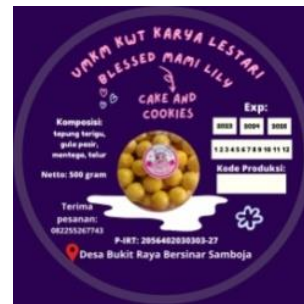 UMKM KWT KARYA LESTARI
BLESSED MAMI LILY
CAKE AND
COOKIES
Komposisi:
tepung terigu,
gula pasir,
mentega, telur
Netto: 500 gram
Exp:
2023 2024 2025
1 2 3 4 5 6 7 8 9 10 11 12
Kode Produksi:
Terima
pesanan:
082255267743
P-IRT: 2056402030303-27
Desa Bukit Raya Bersinar Samboja